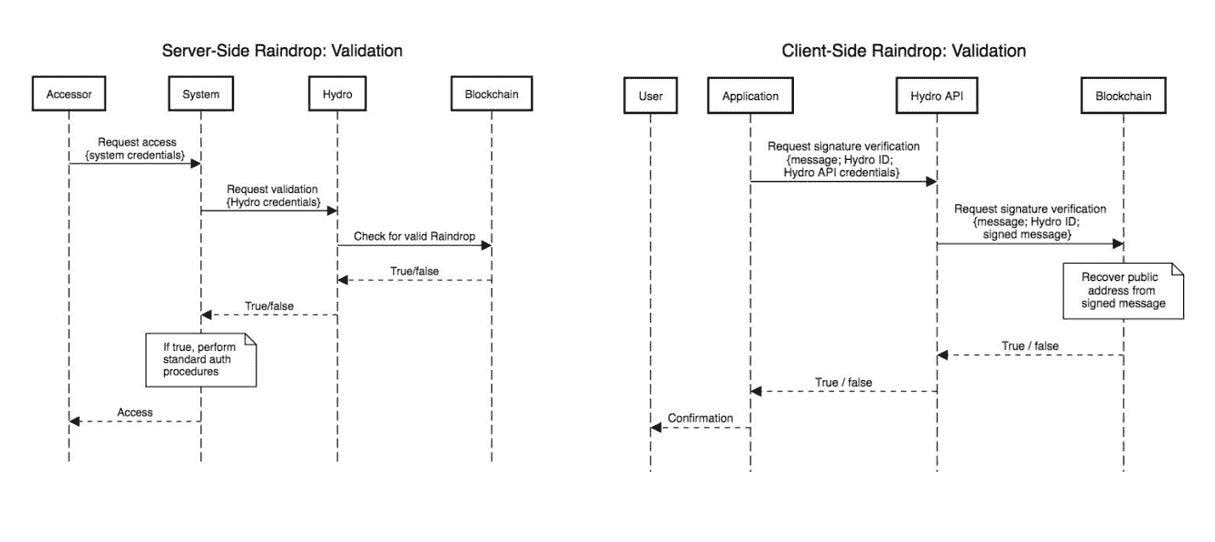 Server-Side Raindrop: Validation
Accessor
System
Hydro
Blockchain
Request access
{system credentials}
Request validation
{Hydro credentials}
Check for valid Raindrop
True/false
True/false
If true, perform
standard auth
procedures
Access
Client-Side Raindrop: Validation
User
Application
Hydro API
Blockchain
Request signature verification
{message; Hydro ID;
Hydro API credentials}
Request signature verification
{message; Hydro ID;
signed message}
Recover public
address from
signed message
True / false
True / false
Confirmation